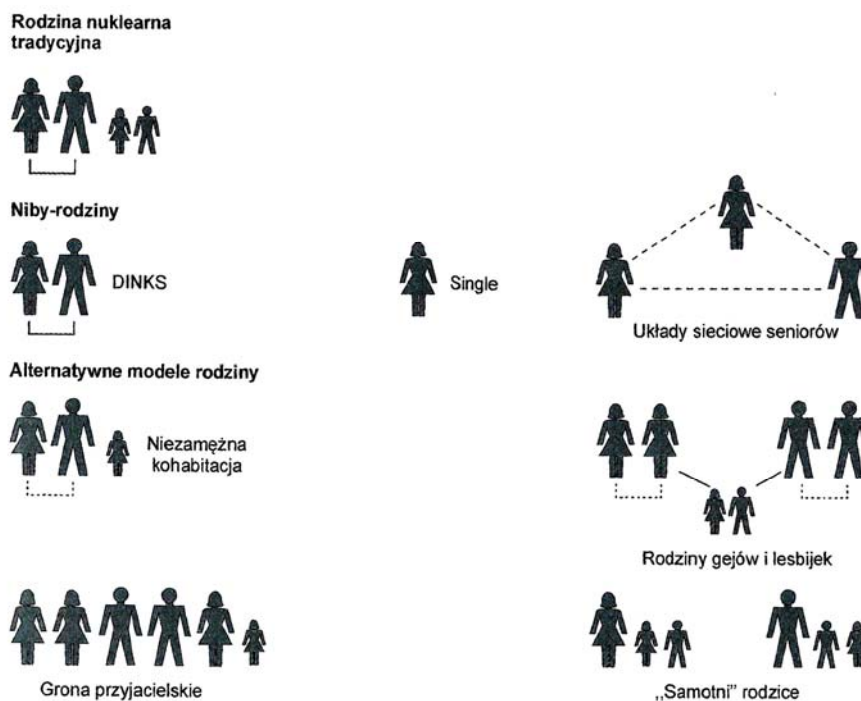 Rodzina nuklearna
tradycyjna
Niby-rodziny
DINKS
Single
Układy sieciowe seniorów
Alternatywne modele rodziny
Niezamężna
kohabitacja
Rodziny gejów i lesbijek
Grona przyjacielskie
„Samotni” rodzice